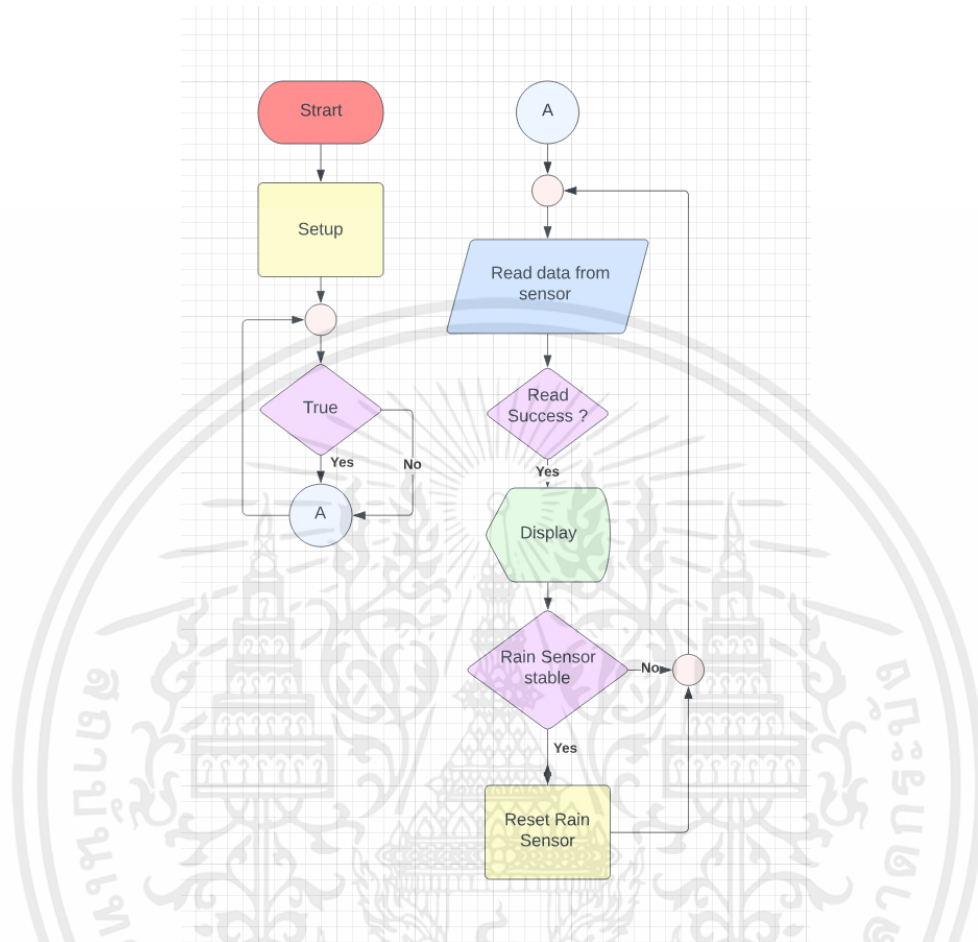 Strart
Setup
True
Yes
No
A
A
Read data from
sensor
Read
Success ?
Yes
Display
Rain Sensor
stable
No
Yes
Reset Rain
Sensor